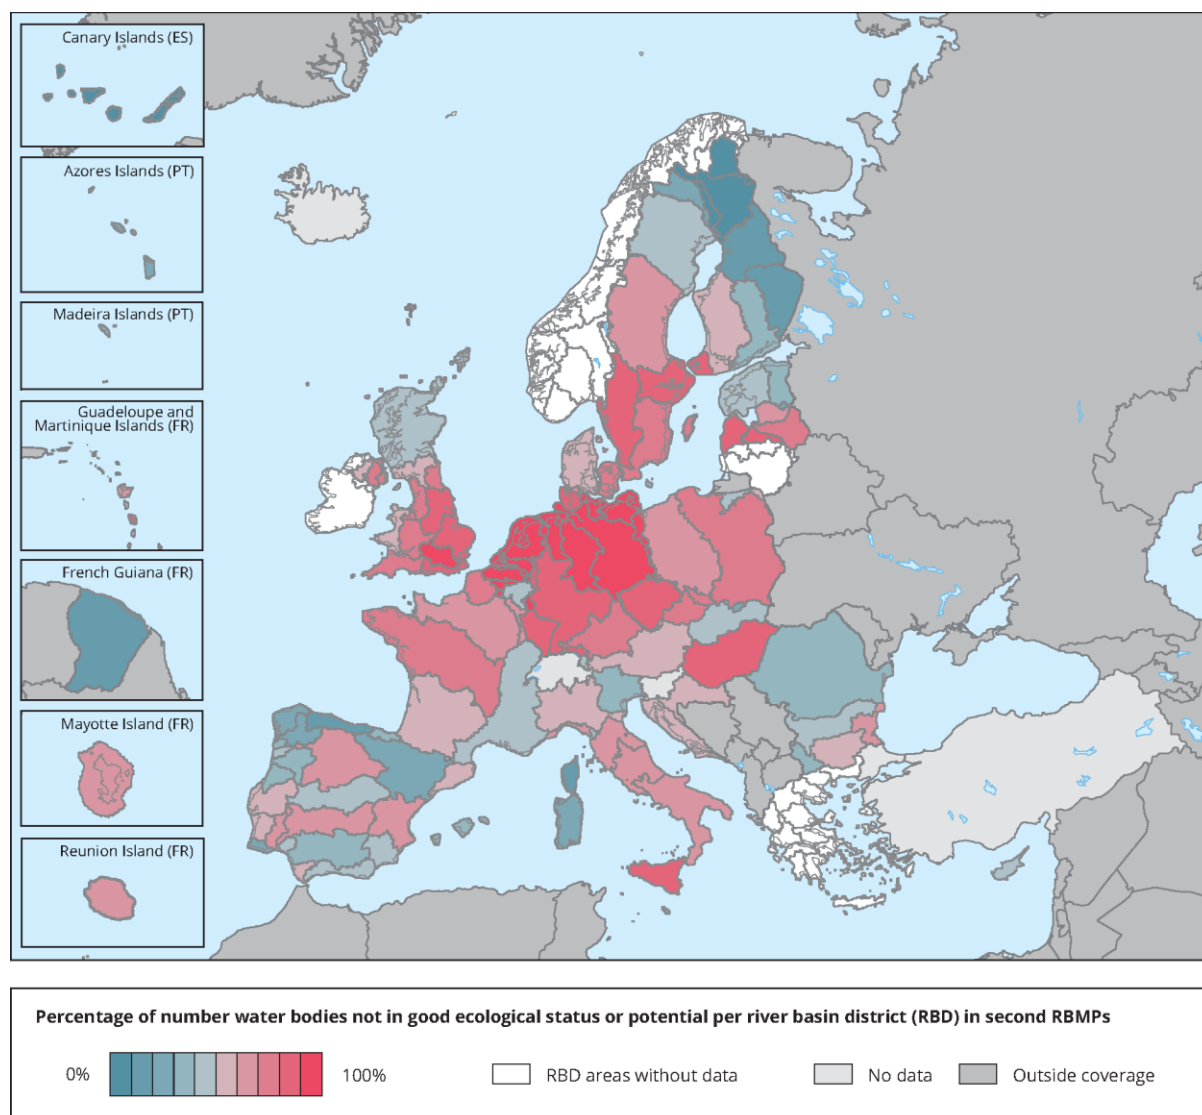 Canary Islands (ES)
Azores Islands (PT)
Madeira Islands (PT)
Guadeloupe and
Martinique Islands (FR)
French Guiana (FR)
Mayotte Island (FR)
Reunion Island (FR)
Percentage of number water bodies not in good ecological status or potential per river basin district (RBD) in second RBMPs
0% 100% RBD areas without data No data Outside coverage